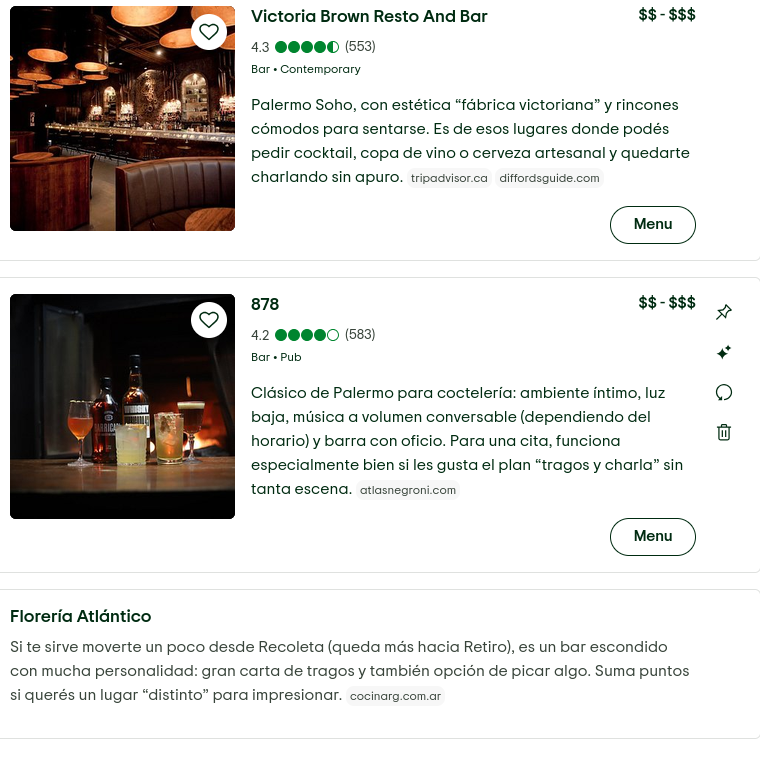 Victoria Brown Resto And Bar
$$ - $$$
4.3 (553)
Bar • Contemporary
Palermo Soho, con estética “fábrica victoriana” y rincones
cómodos para sentarse. Es de esos lugares donde podés
pedir cocktail, copa de vino o cerveza artesanal y quedarte
charlando sin apuro. tripadvisor.ca diffordsguide.com
Menu
878
$$ - $$$
4.2 (583)
Bar • Pub
Clásico de Palermo para coctelería: ambiente íntimo, luz
baja, música a volumen conversable (dependiendo del
horario) y barra con oficio. Para una cita, funciona
especialmente bien si les gusta el plan “tragos y charla” sin
tanta escena. atlasnegroni.com
Menu
Florería Atlántico
Si te sirve moverte un poco desde Recoleta (queda más hacia Retiro), es un bar escondido
con mucha personalidad: gran carta de tragos y también opción de picar algo. Suma puntos
si querés un lugar “distinto” para impresionar. cocinarg.com.ar